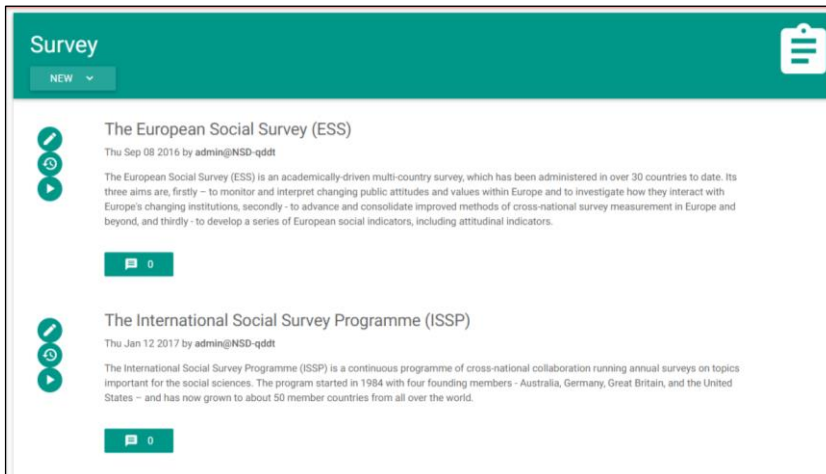 Survey
NEW
The European Social Survey (ESS)
Thu Sep 08 2016 by admin@NSD-qddt
The European Social Survey (ESS) is an academically-driven multi-country survey, which has been administered in over 30 countries to date. Its
three aims are, firstly – to monitor and interpret changing public attitudes and values within Europe and to investigate how they interact with
Europe's changing institutions, secondly - to advance and consolidate improved methods of cross-national survey measurement in Europe and
beyond, and thirdly - to develop a series of European social indicators, including attitudinal indicators.
0
The International Social Survey Programme (ISSP)
Thu Jan 12 2017 by admin@NSD-qddt
The International Social Survey Programme (ISSP) is a continuous programme of cross-national collaboration running annual surveys on topics
important for the social sciences. The program started in 1984 with four founding members - Australia, Germany, Great Britain, and the United
States – and has now grown to about 50 member countries from all over the world.
0